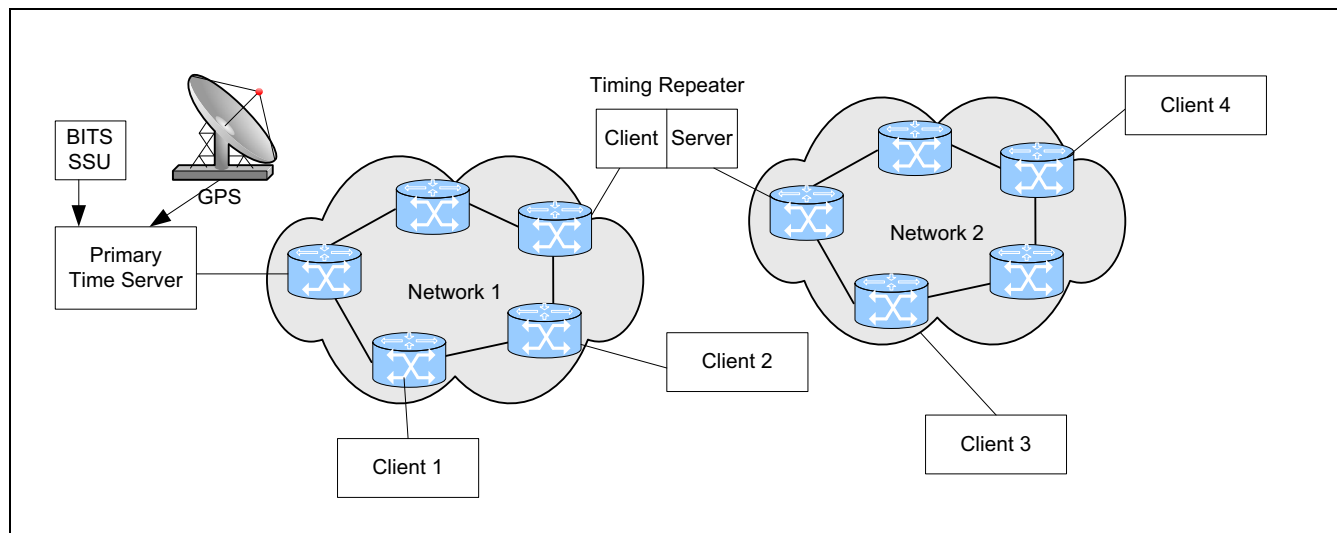 Timing Repeater
Client
Server
Client 4
BITS
SSU
GPS
Primary
Time Server
Network 1
Network 2
Client 2
Client 3
Client 1